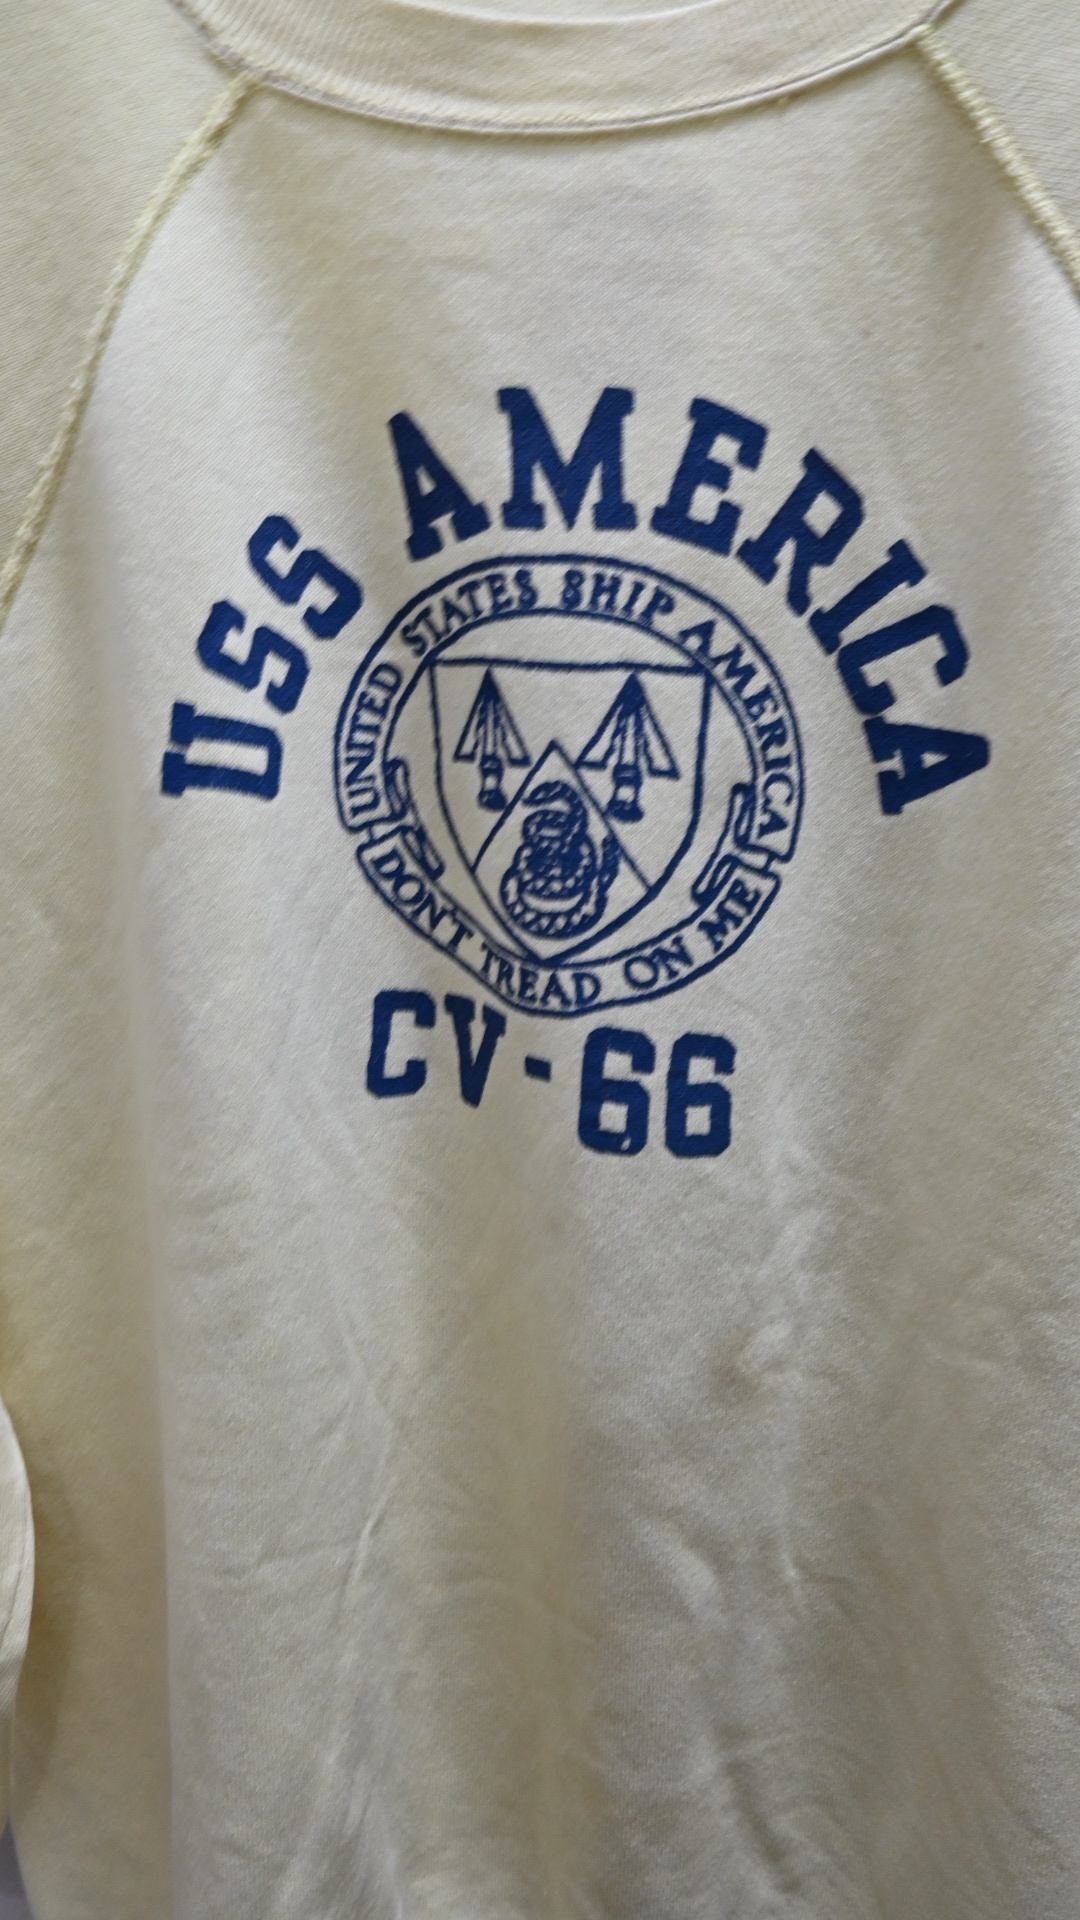 USS AMERICA
UNITED STATES SHIP AMERICA
DON'T TREAD ON ME
CV-66